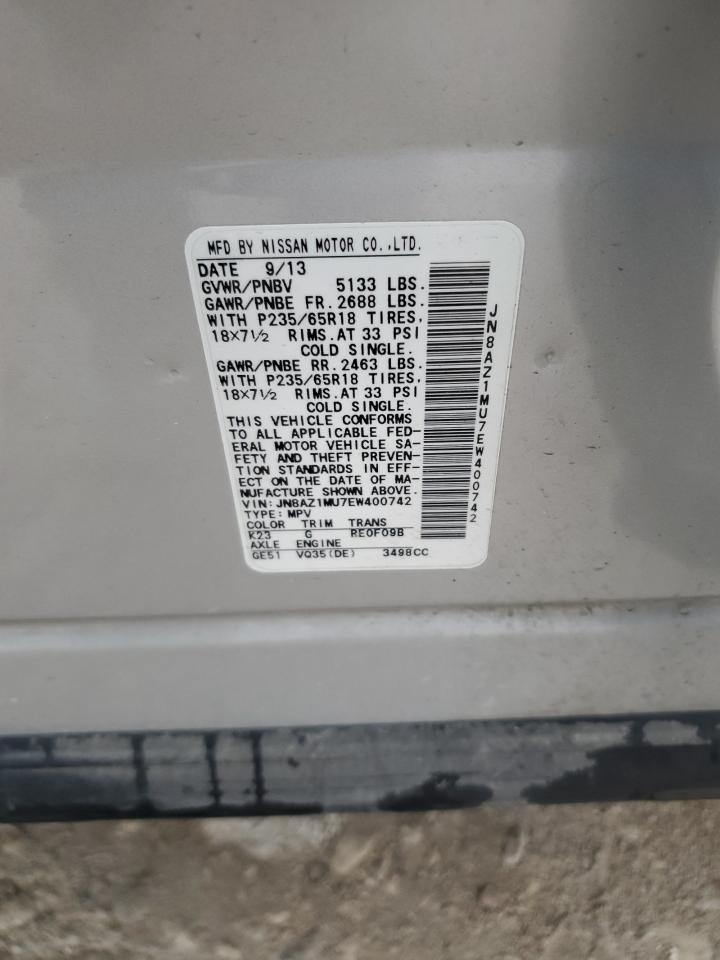 MFD BY NISSAN MOTOR CO.,LTD.
DATE 9/13
GVWR/PNBV 5133 LBS.
GAWR/PNBE FR. 2688 LBS.
WITH P235/65R18 TIRES.
18×7½ RIMS. AT 33 PSI
COLD SINGLE.
GAWR/PNBE RR. 2463 LBS.
WITH P235/65R18 TIRES.
18×7½ RIMS. AT 33 PSI
COLD SINGLE.
THIS VEHICLE CONFORMS
TO ALL APPLICABLE FED-
ERAL MOTOR VEHICLE SA-
FETY AND THEFT PREVEN-
TION STANDARDS IN EFF-
ECT ON THE DATE OF MA-
NUFACTURE SHOWN ABOVE.
VIN: JN8AZ1MU7EW400742
TYPE: MPV
COLOR TRIM TRANS
K23 G RE0F09B
AXLE ENGINE
GE51 VQ35(DE) 3498CC
JN8AZ1MU7EW400742